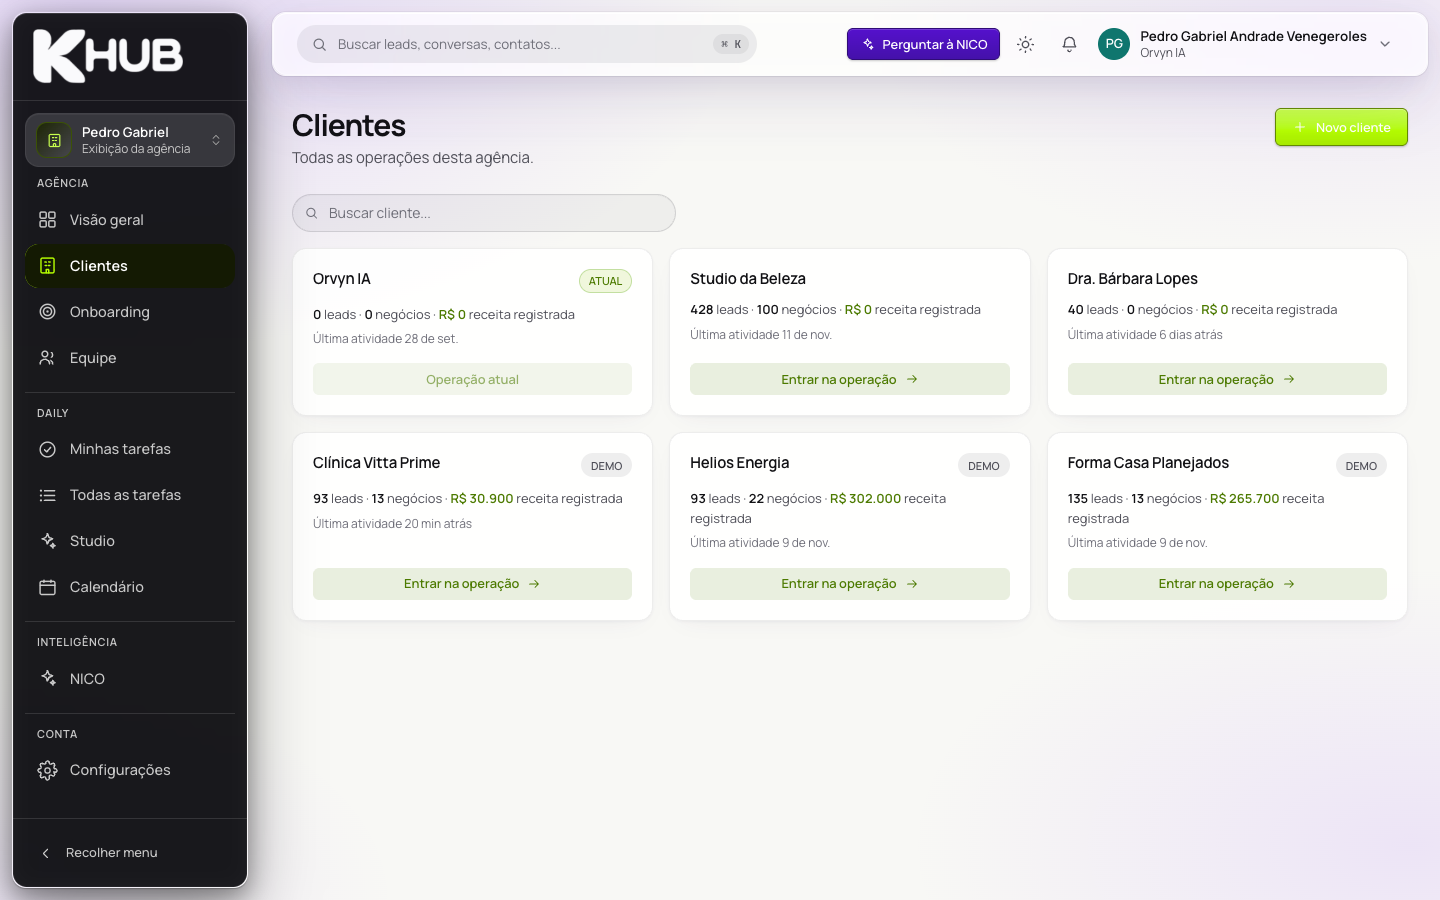 KHUB
Pedro Gabriel
Exibição da agência
AGÊNCIA
Visão geral
Clientes
Onboarding
Equipe
DAILY
Minhas tarefas
Todas as tarefas
Studio
Calendário
INTELIGÊNCIA
NICO
CONTA
Configurações
Recolher menu
Buscar leads, conversas, contatos...
⌘ K
Perguntar à NICO
PG
Pedro Gabriel Andrade Venegeroles
Orvyn IA
Clientes
Todas as operações desta agência.
Novo cliente
Buscar cliente...
Orvyn IA
ATUAL
0 leads · 0 negócios · R$ 0 receita registrada
Última atividade 28 de set.
Operação atual
Studio da Beleza
428 leads · 100 negócios · R$ 0 receita registrada
Última atividade 11 de nov.
Entrar na operação
Dra. Bárbara Lopes
40 leads · 0 negócios · R$ 0 receita registrada
Última atividade 6 dias atrás
Entrar na operação
Clínica Vitta Prime
DEMO
93 leads · 13 negócios · R$ 30.900 receita registrada
Última atividade 20 min atrás
Entrar na operação
Helios Energia
DEMO
93 leads · 22 negócios · R$ 302.000 receita
registrada
Última atividade 9 de nov.
Entrar na operação
Forma Casa Planejados
DEMO
135 leads · 13 negócios · R$ 265.700 receita
registrada
Última atividade 9 de nov.
Entrar na operação